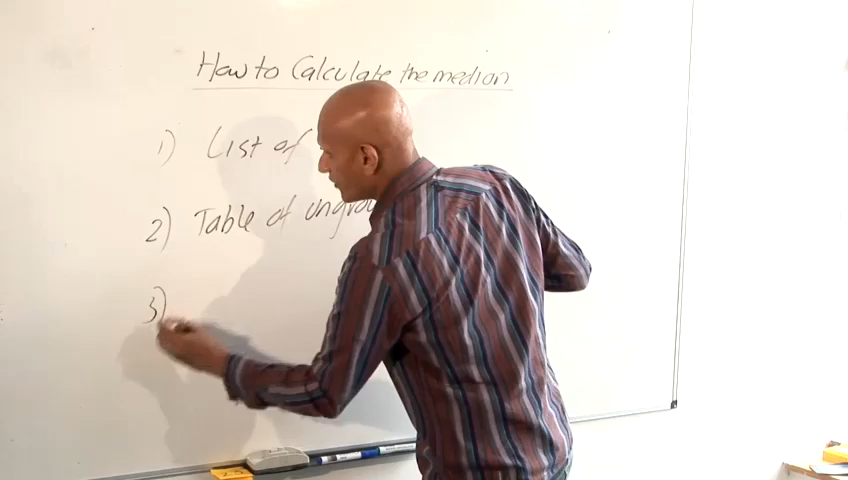 How to Calculate the median
1) List of
2) Table of ungrou
3)